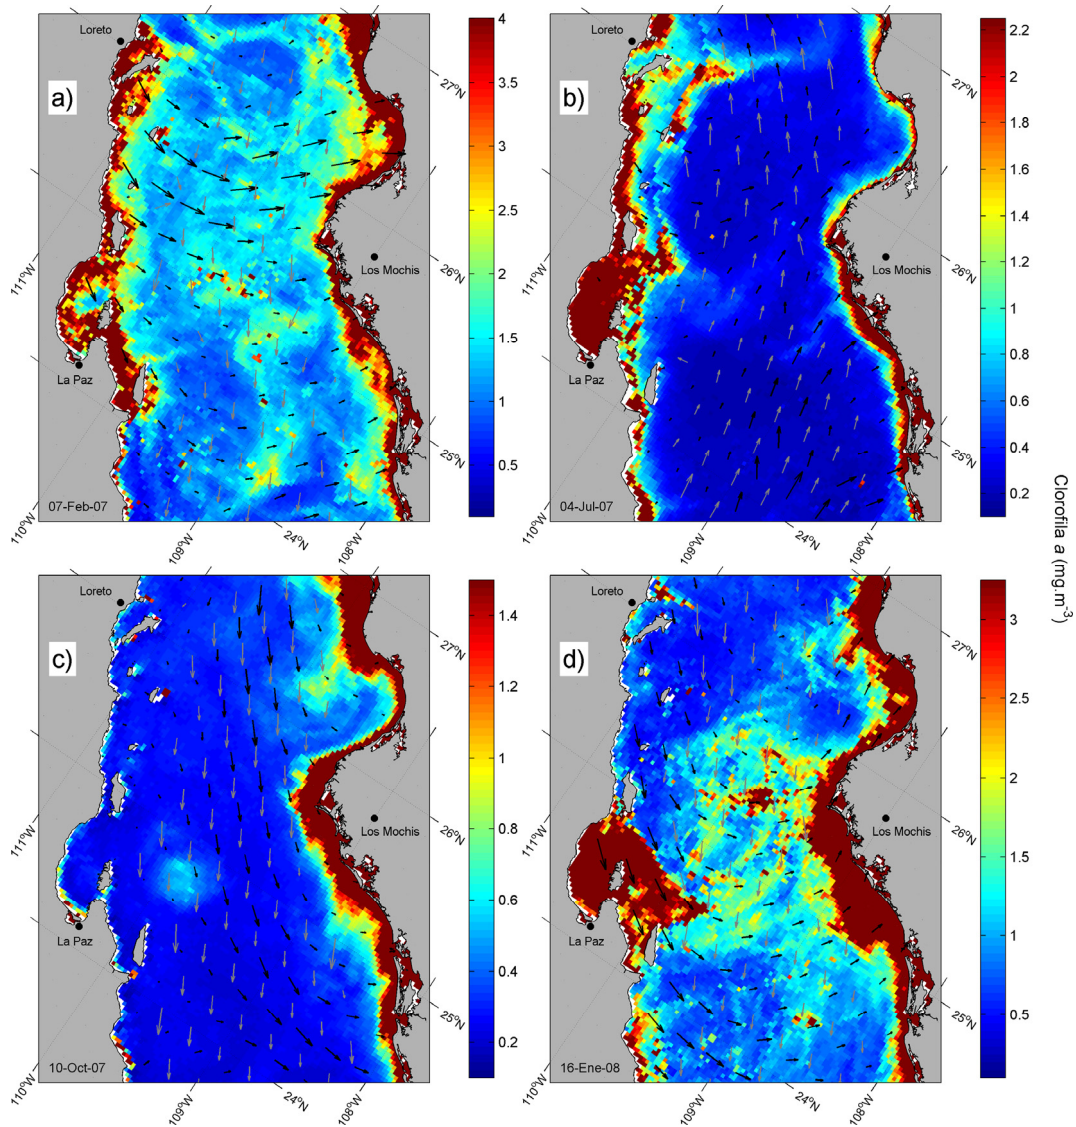 a)
Loreto
27°N
26°N
25°N
111°W
110°W
109°W
24°N
108°W
Los Mochis
La Paz
07-Feb-07
4
3.5
3
2.5
2
1.5
1
0.5
b)
Loreto
27°N
26°N
25°N
111°W
110°W
109°W
24°N
108°W
Los Mochis
La Paz
04-Jul-07
2.2
2
1.8
1.6
1.4
1.2
1
0.8
0.6
0.4
0.2
Clorofila a (mg.m⁻³)
c)
Loreto
27°N
26°N
25°N
111°W
110°W
109°W
24°N
108°W
Los Mochis
La Paz
10-Oct-07
1.4
1.2
1
0.8
0.6
0.4
0.2
d)
Loreto
27°N
26°N
25°N
111°W
110°W
109°W
24°N
108°W
Los Mochis
La Paz
16-Ene-08
3
2.5
2
1.5
1
0.5